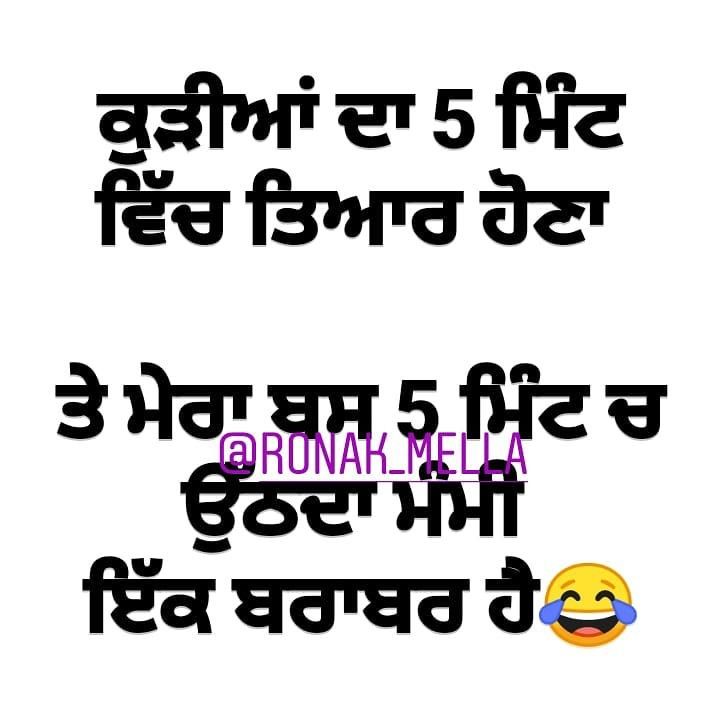 ਕੁੜੀਆਂ ਦਾ 5 ਮਿੰਟ
ਵਿੱਚ ਤਿਆਰ ਹੋਣਾ
ਤੇ ਮੇਰਾ ਬਸ 5 ਮਿੰਟ ਚ
@RONAK_MELLA
ਉੱਠਦਾ ਮੰਮੀ
ਇੱਕ ਬਰਾਬਰ ਹੈ😂